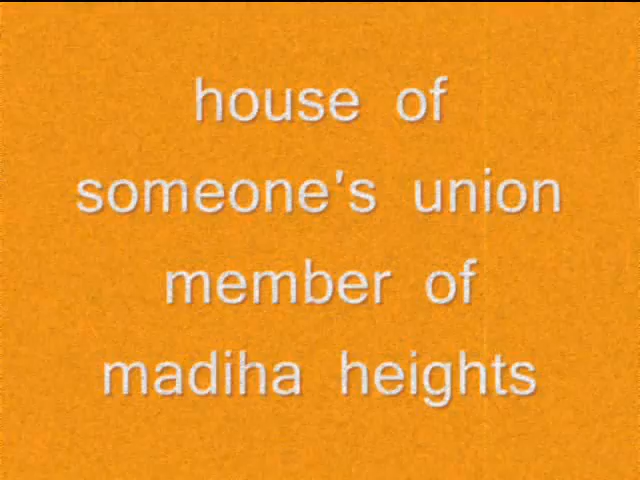 house of
someone's union
member of
madiha heights